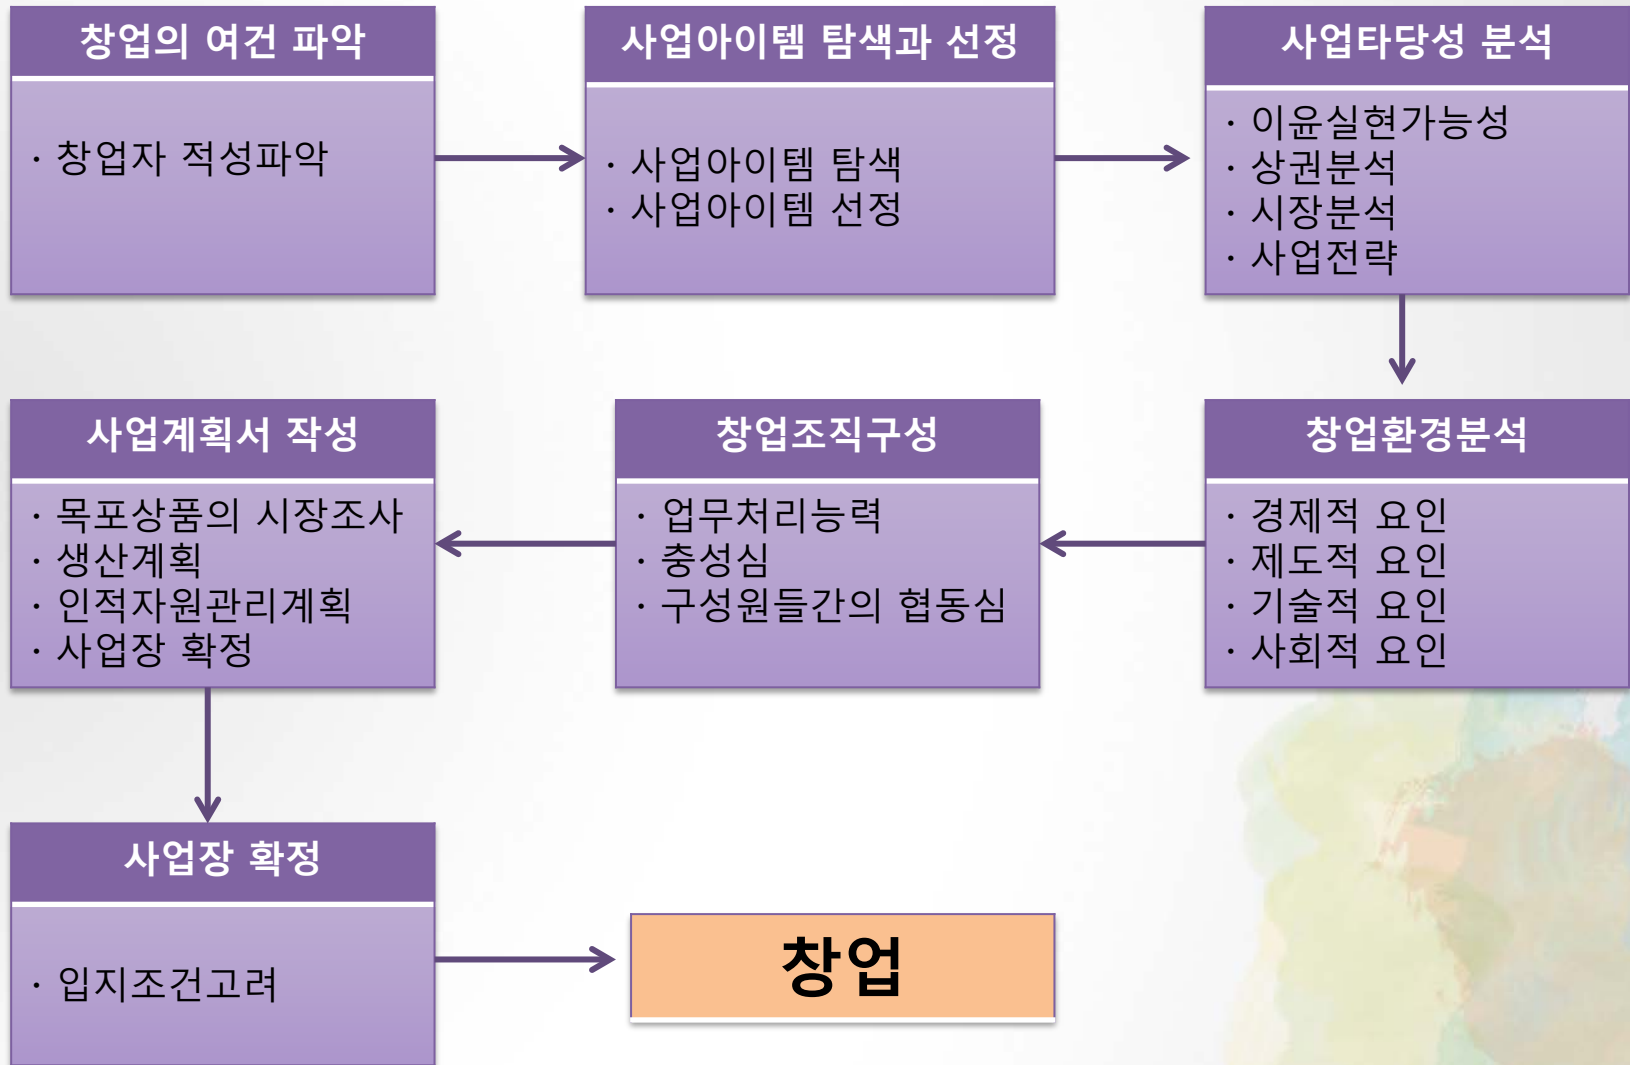 창업의 여건 파악
· 창업자 적성파악
사업아이템 탐색과 선정
· 사업아이템 탐색
· 사업아이템 선정
사업타당성 분석
· 이윤실현가능성
· 상권분석
· 시장분석
· 사업전략
창업환경분석
· 경제적 요인
· 제도적 요인
· 기술적 요인
· 사회적 요인
창업조직구성
· 업무처리능력
· 충성심
· 구성원들간의 협동심
사업계획서 작성
· 목포상품의 시장조사
· 생산계획
· 인적자원관리계획
· 사업장 확정
사업장 확정
· 입지조건고려
창업